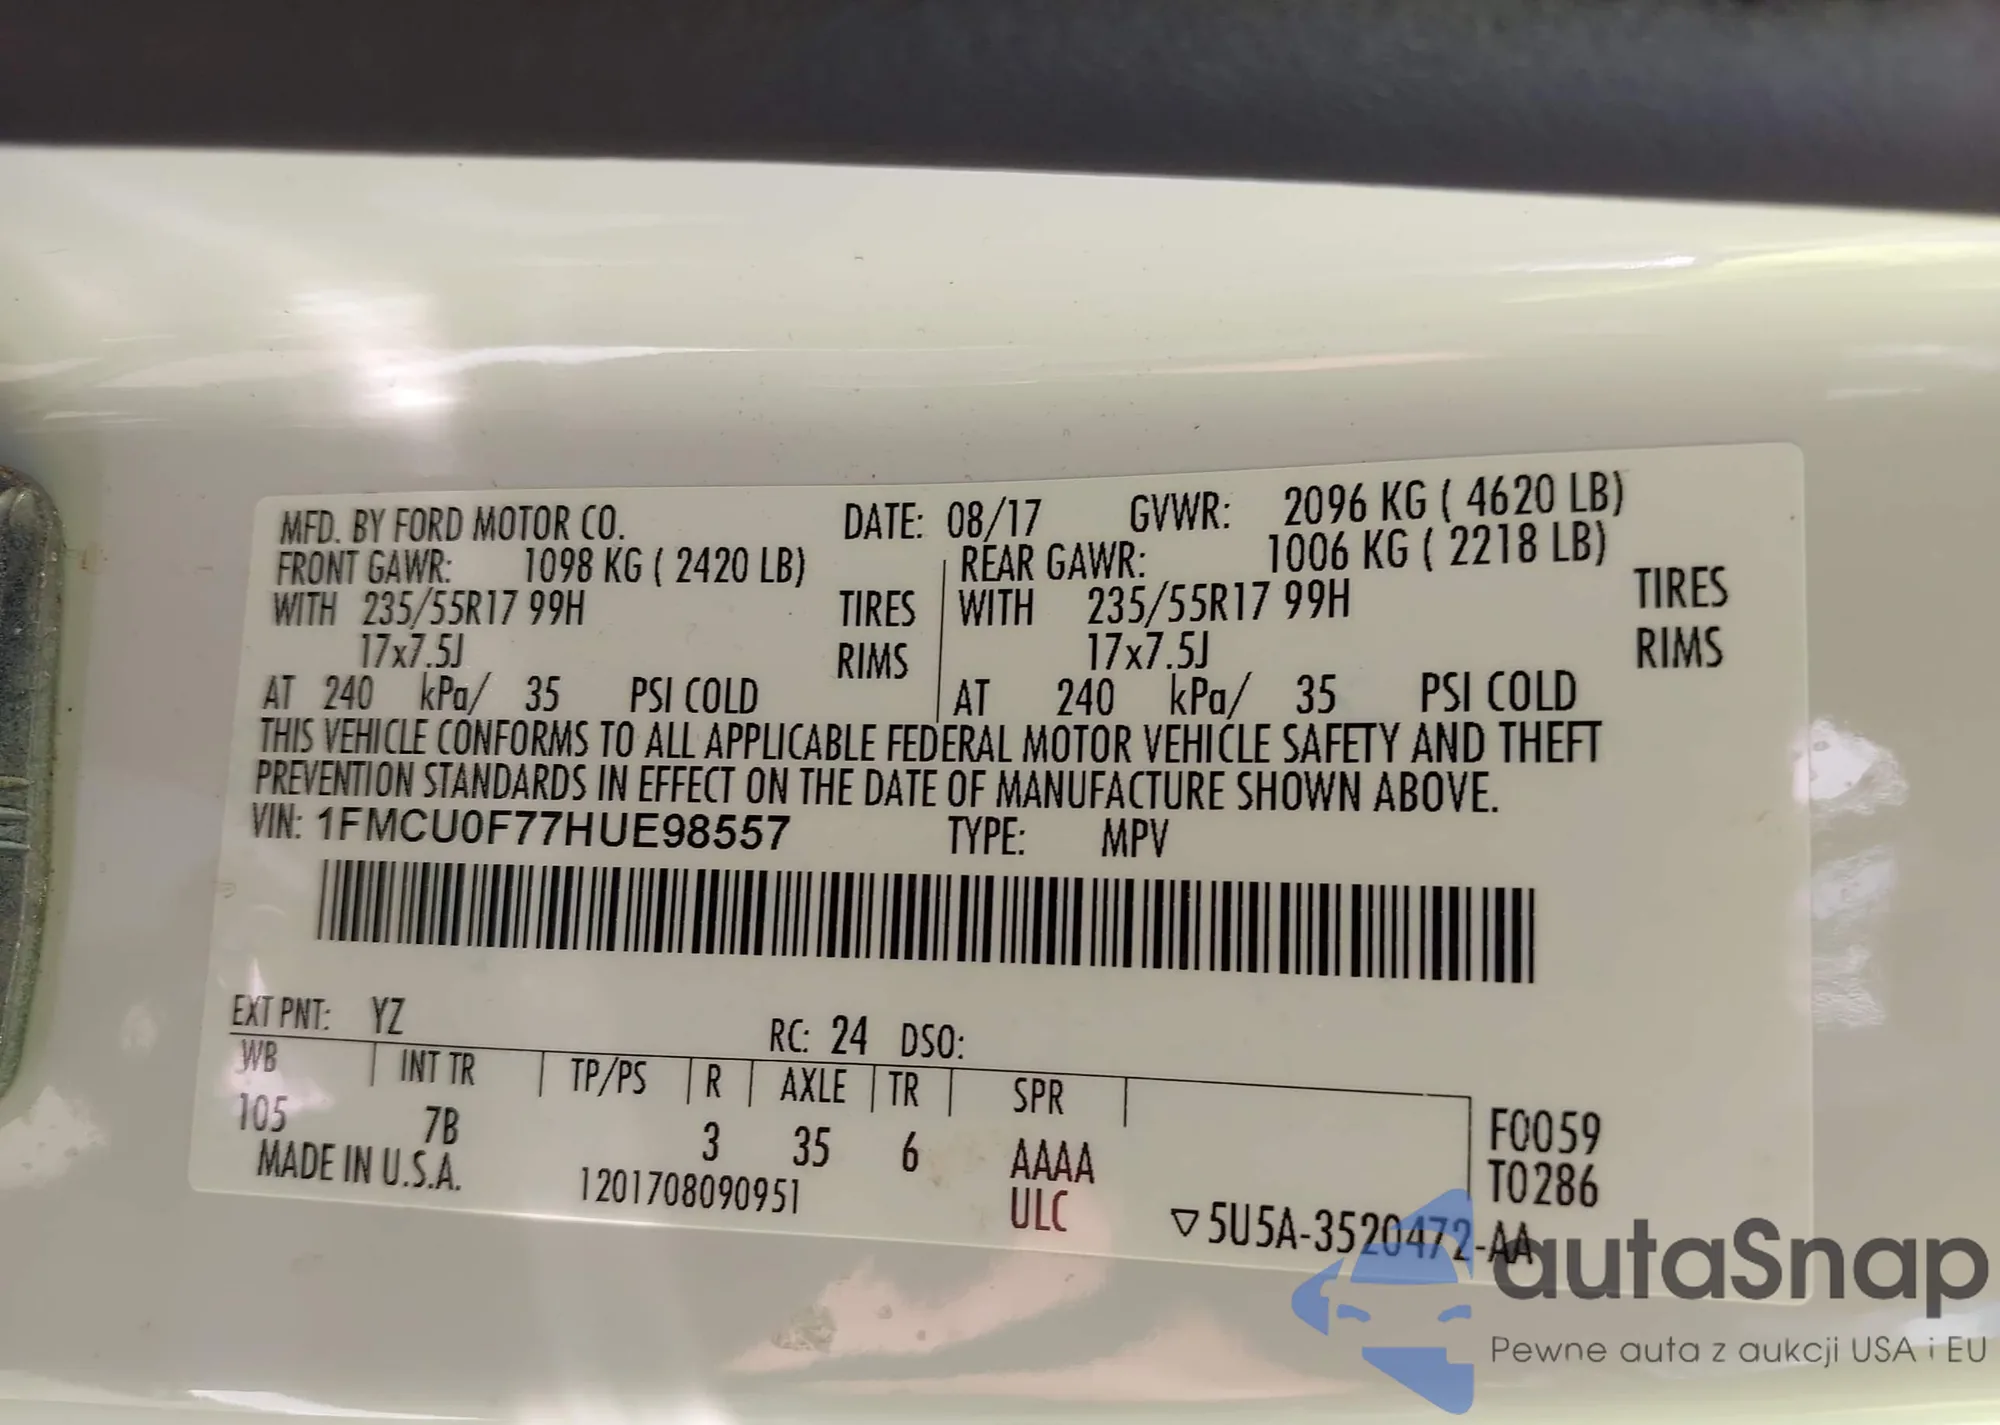 MFD. BY FORD MOTOR CO. DATE: 08/17 GVWR: 2096 KG ( 4620 LB)
FRONT GAWR: 1098 KG ( 2420 LB) REAR GAWR: 1006 KG ( 2218 LB)
WITH 235/55R17 99H TIRES WITH 235/55R17 99H TIRES
17x7.5J RIMS 17x7.5J RIMS
AT 240 kPa/ 35 PSI COLD AT 240 kPa/ 35 PSI COLD
THIS VEHICLE CONFORMS TO ALL APPLICABLE FEDERAL MOTOR VEHICLE SAFETY AND THEFT
PREVENTION STANDARDS IN EFFECT ON THE DATE OF MANUFACTURE SHOWN ABOVE.
VIN: 1FMCU0F77HUE98557 TYPE: MPV
EXT PNT: YZ RC: 24 DSO:
WB INT TR TP/PS R AXLE TR SPR
105 7B 3 35 6 AAAA F0059
MADE IN U.S.A. 1201708090951 ULC T0286
▽5U5A-3520472-AA
autaSnap
Pewne auta z aukcji USA i EU